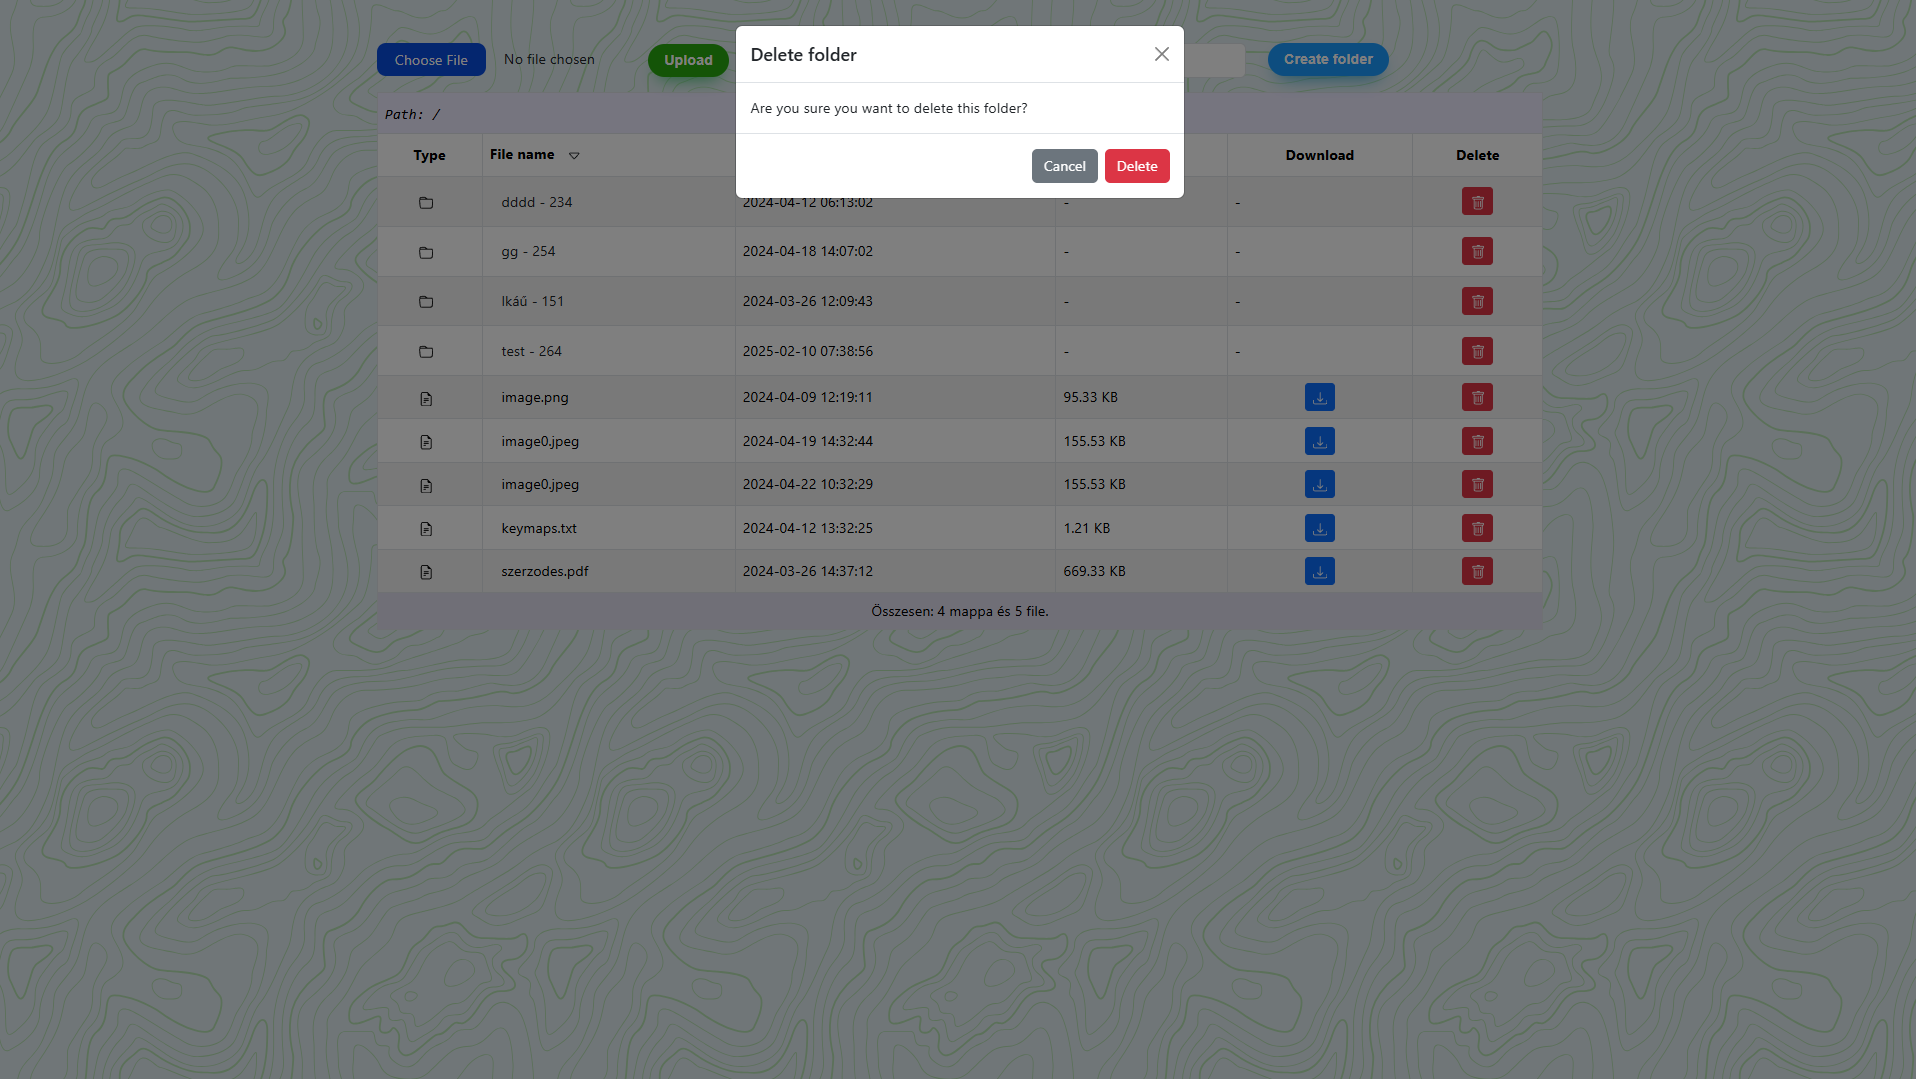 Choose File No file chosen Upload Create folder
Delete folder
Are you sure you want to delete this folder?
Cancel Delete
Path: /
Type File name Download Delete
dddd - 234 2024-04-12 06:13:02 - -
gg - 254 2024-04-18 14:07:02 - -
lkáű - 151 2024-03-26 12:09:43 - -
test - 264 2025-02-10 07:38:56 - -
image.png 2024-04-09 12:19:11 95.33 KB
image0.jpeg 2024-04-19 14:32:44 155.53 KB
image0.jpeg 2024-04-22 10:32:29 155.53 KB
keymaps.txt 2024-04-12 13:32:25 1.21 KB
szerzodes.pdf 2024-03-26 14:37:12 669.33 KB
Összesen: 4 mappa és 5 file.